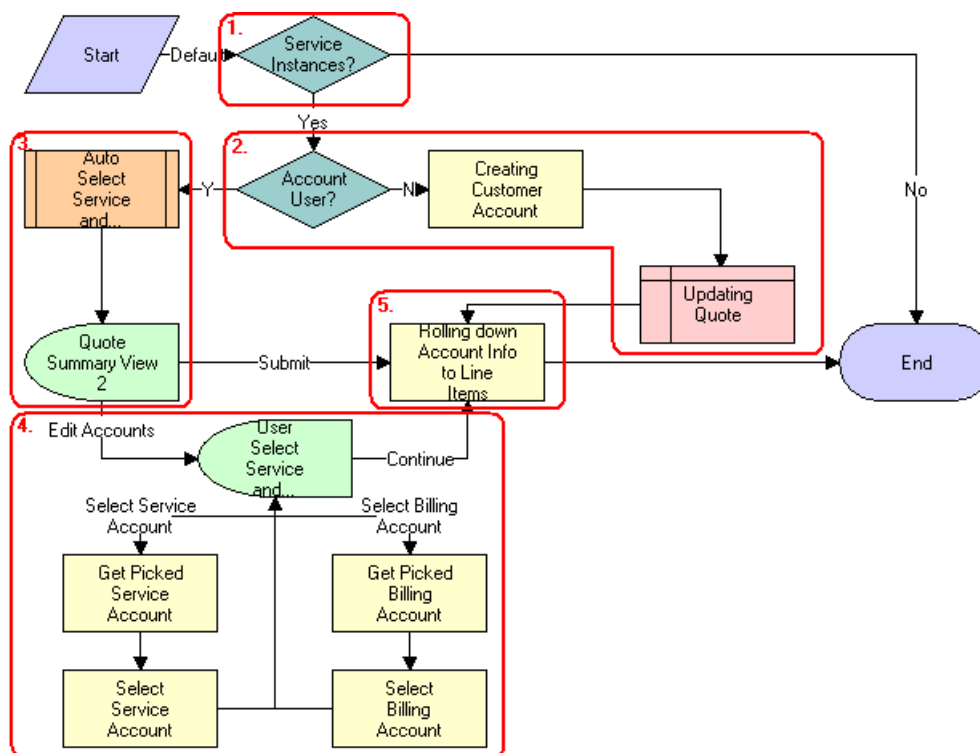 1.
Start
Default
Service
Instances?
Yes
3.
2.
Auto
Select
Service
and...
Y
Account
User?
N
Creating
Customer
Account
No
Updating
Quote
5.
Quote
Summary View
2
Submit
Rolling down
Account Info
to Line
Items
End
4.
Edit Accounts
User
Select
Service
and...
Continue
Select Service
Account
Select Billing
Account
Get Picked
Service
Account
Get Picked
Billing
Account
Select
Service
Account
Select
Billing
Account